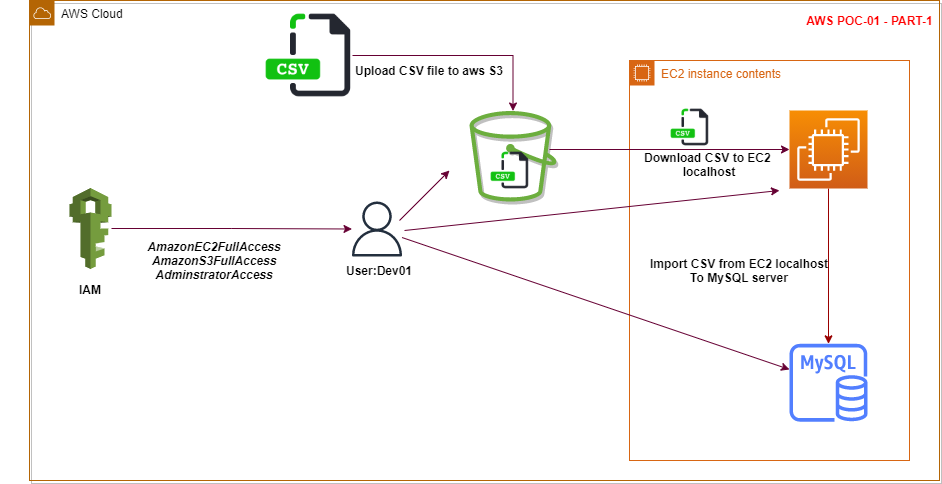 AWS Cloud
AWS POC-01 - PART-1
CSV
Upload CSV file to aws S3
EC2 instance contents
CSV
CSV
Download CSV to EC2
localhost
IAM
AmazonEC2FullAccess
AmazonS3FullAccess
AdminstratorAccess
User:Dev01
Import CSV from EC2 localhost
To MySQL server
MySQL